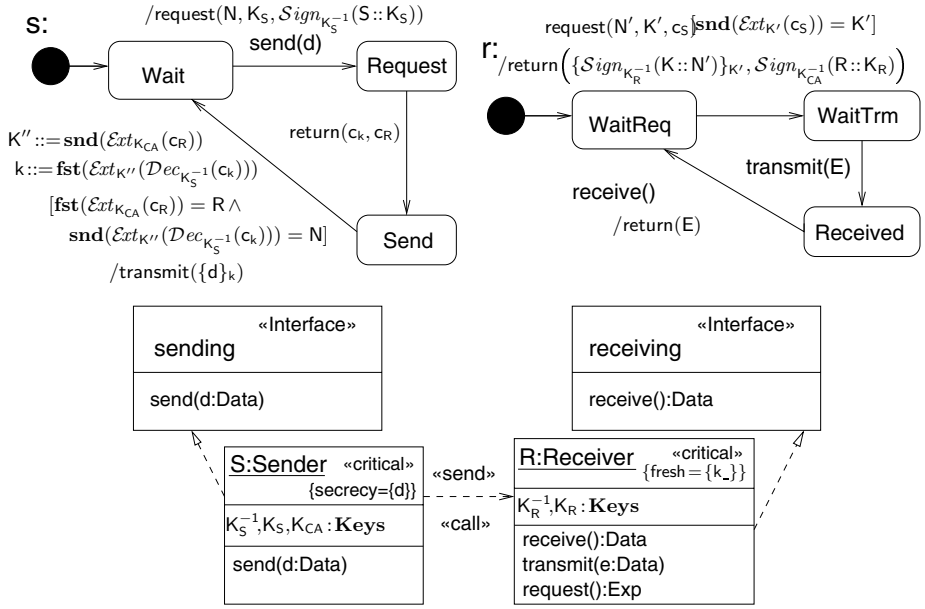 s:
/request(N, K_S, Sign_{K_S^{-1}}(S::K_S))
send(d)
Wait
Request
return(c_k, c_R)
K''::=snd(Ext_{K_CA}(c_R))
k::=fst(Ext_{K''}(Dec_{K_S^{-1}}(c_k)))
[fst(Ext_{K_CA}(c_R)) = R ∧
snd(Ext_{K''}(Dec_{K_S^{-1}}(c_k))) = N]
/transmit({d}_k)
Send
r:
request(N', K', c_S)[snd(Ext_{K'}(c_S)) = K']
/return({Sign_{K_R^{-1}}(K::N')}_{K'}, Sign_{K_CA^{-1}}(R::K_R))
WaitReq
WaitTrm
transmit(E)
receive()
/return(E)
Received
«Interface»
sending
send(d:Data)
«Interface»
receiving
receive():Data
S:Sender «critical»
{secrecy={d}}
K_S^{-1},K_S,K_CA:Keys
send(d:Data)
«send»
«call»
R:Receiver «critical»
{fresh={k_}}
K_R^{-1},K_R:Keys
receive():Data
transmit(e:Data)
request():Exp